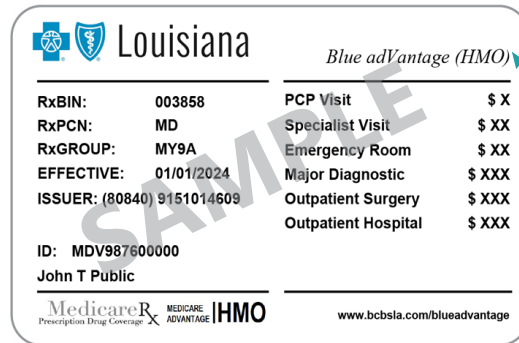 Louisiana
Blue adVantage (HMO)
RxBIN: 003858
RxPCN: MD
RxGROUP: MY9A
EFFECTIVE: 01/01/2024
ISSUER: (80840) 9151014609
ID: MDV987600000
John T Public
PCP Visit $ X
Specialist Visit $ XX
Emergency Room $ XX
Major Diagnostic $ XXX
Outpatient Surgery $ XXX
Outpatient Hospital $ XXX
SAMPLE
MedicareRx
Prescription Drug Coverage
MEDICARE
ADVANTAGE
HMO
www.bcbsla.com/blueadvantage